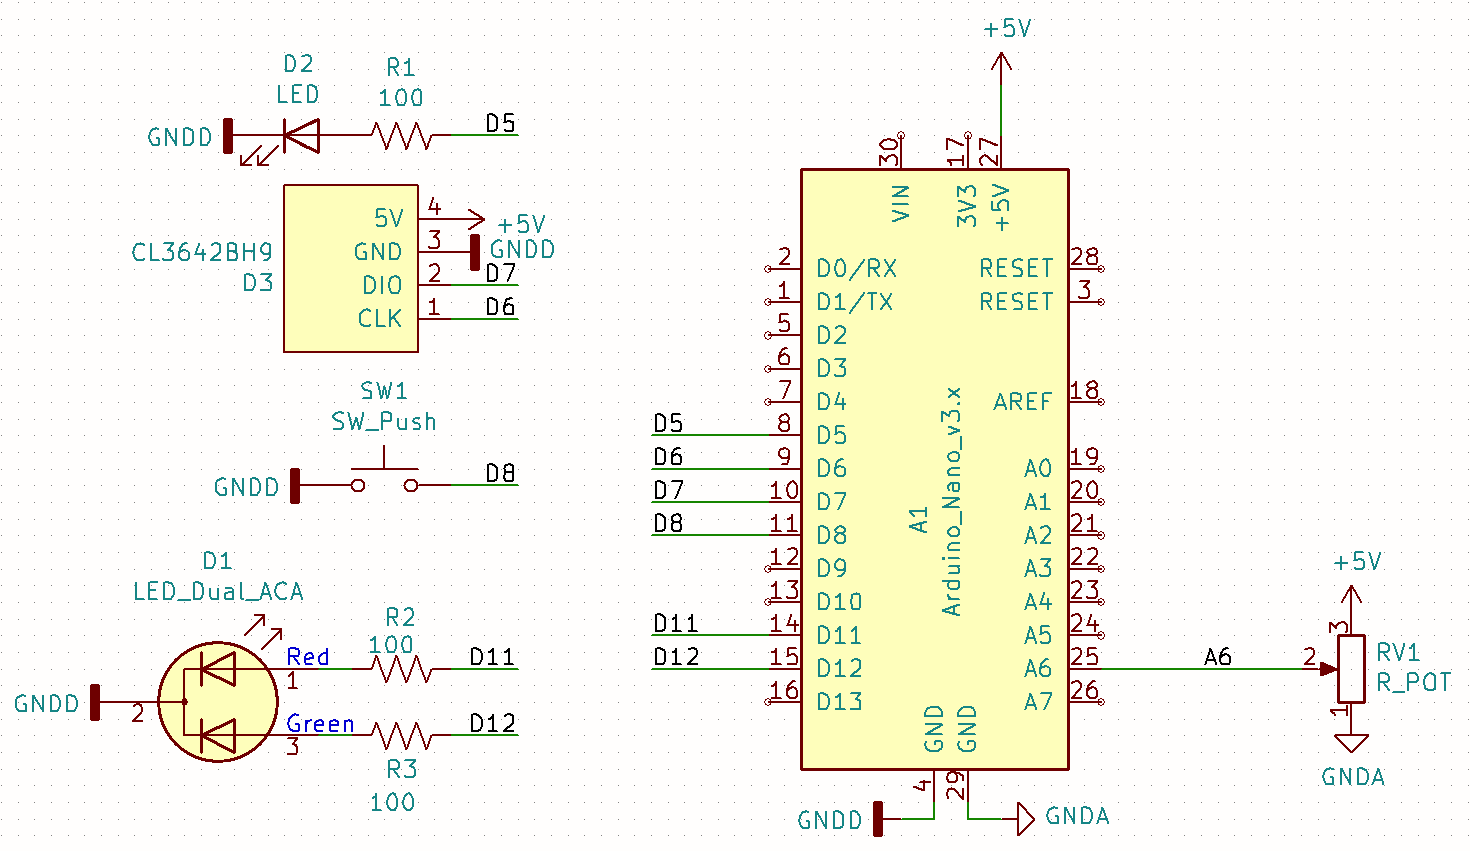 D2
LED
R1
100
GNDD
D5
5V
4
+5V
GND
3
GNDD
DIO
2
D7
CLK
1
D6
CL3642BH9
D3
SW1
SW_Push
GNDD
D8
D1
LED_Dual_ACA
R2
100
Red
1
D11
GNDD
2
Green
3
D12
R3
100
+5V
30
17
27
VIN
3V3
+5V
2
D0/RX
1
D1/TX
5
D2
6
D3
7
D4
D5
8
D5
D6
9
D6
D7
10
D7
D8
11
D8
12
D9
13
D10
D11
14
D11
D12
15
D12
16
D13
A1
Arduino_Nano_v3.x
RESET
28
RESET
3
AREF
18
A0
19
A1
20
A2
21
A3
22
A4
23
A5
24
A6
25
A6
A7
26
GND
GND
4
29
GNDD
GNDA
+5V
3
2
RV1
R_POT
1
GNDA